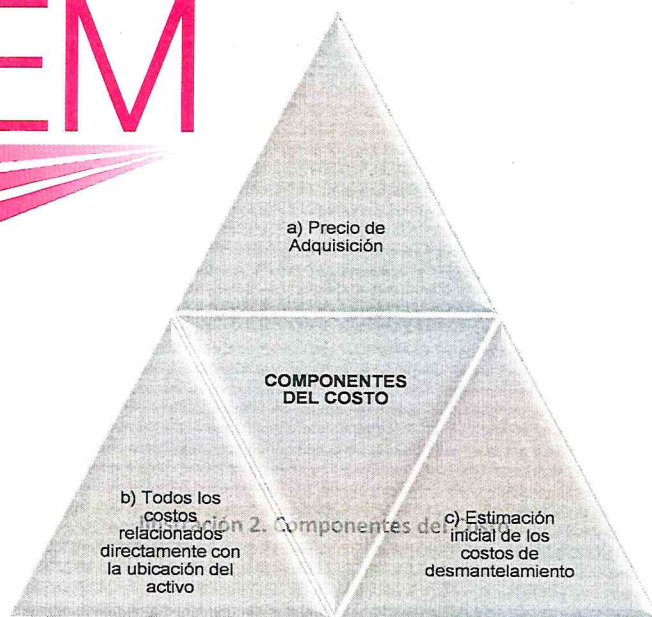 EM
a) Precio de
Adquisición
COMPONENTES
DEL COSTO
b) Todos los
costos
relacionados
directamente con
la ubicación del
activo
c) Estimación
inicial de los
costos de
desmantelamiento
Ilustración 2. Componentes del Costo